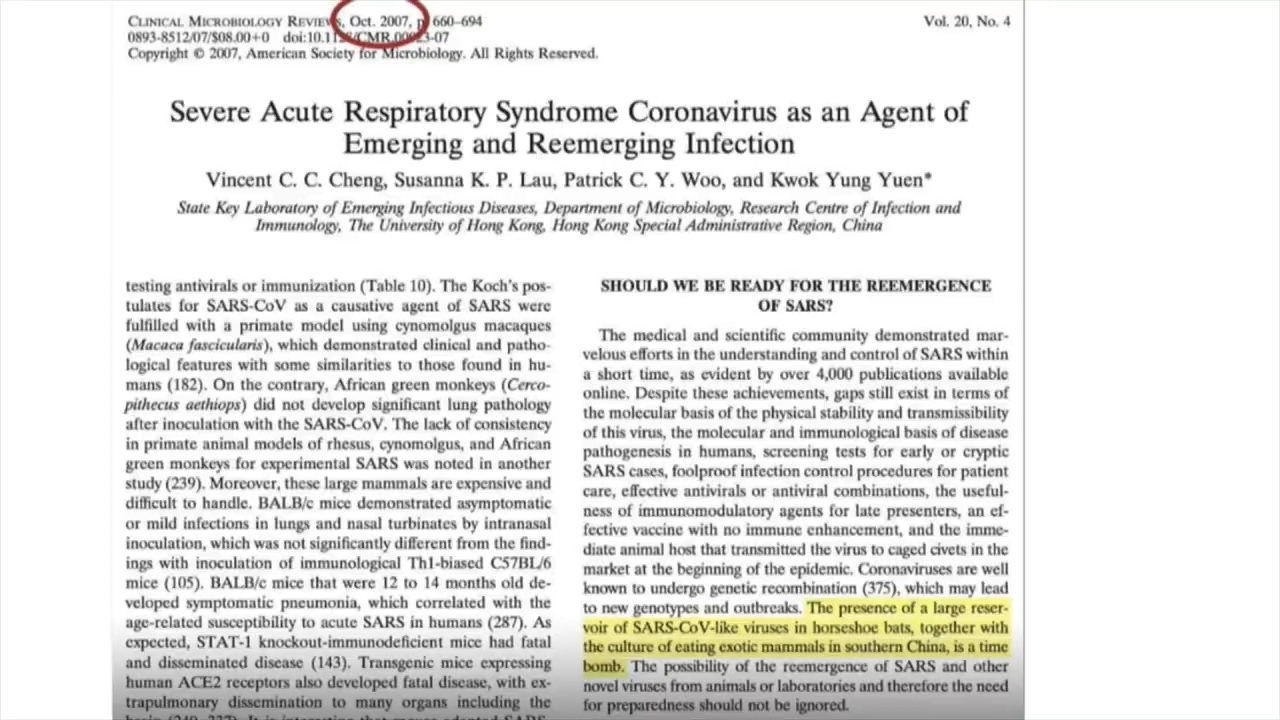 CLINICAL MICROBIOLOGY REVIEWS, Oct. 2007, p. 660–694
Vol. 20, No. 4
0893-8512/07/$08.00+0 doi:10.1128/CMR.00023-07
Copyright © 2007, American Society for Microbiology. All Rights Reserved.
Severe Acute Respiratory Syndrome Coronavirus as an Agent of
Emerging and Reemerging Infection
Vincent C. C. Cheng, Susanna K. P. Lau, Patrick C. Y. Woo, and Kwok Yung Yuen*
State Key Laboratory of Emerging Infectious Diseases, Department of Microbiology, Research Centre of Infection and
Immunology, The University of Hong Kong, Hong Kong Special Administrative Region, China
testing antivirals or immunization (Table 10). The Koch's pos-
tulates for SARS-CoV as a causative agent of SARS were
fulfilled with a primate model using cynomolgus macaques
(Macaca fascicularis), which demonstrated clinical and patho-
logical features with some similarities to those found in hu-
mans (182). On the contrary, African green monkeys (Cerco-
pithecus aethiops) did not develop significant lung pathology
after inoculation with the SARS-CoV. The lack of consistency
in primate animal models of rhesus, cynomolgus, and African
green monkeys for experimental SARS was noted in another
study (239). Moreover, these large mammals are expensive and
difficult to handle. BALB/c mice demonstrated asymptomatic
or mild infections in lungs and nasal turbinates by intranasal
inoculation, which was not significantly different from the find-
ings with inoculation of immunological Th1-biased C57BL/6
mice (105). BALB/c mice that were 12 to 14 months old de-
veloped symptomatic pneumonia, which correlated with the
age-related susceptibility to acute SARS in humans (287). As
expected, STAT-1 knockout-immunodeficient mice had fatal
and disseminated disease (143). Transgenic mice expressing
human ACE2 receptors also developed fatal disease, with ex-
trapulmonary dissemination to many organs including the
SHOULD WE BE READY FOR THE REEMERGENCE
OF SARS?
The medical and scientific community demonstrated mar-
velous efforts in the understanding and control of SARS within
a short time, as evident by over 4,000 publications available
online. Despite these achievements, gaps still exist in terms of
the molecular basis of the physical stability and transmissibility
of this virus, the molecular and immunological basis of disease
pathogenesis in humans, screening tests for early or cryptic
SARS cases, foolproof infection control procedures for patient
care, effective antivirals or antiviral combinations, the useful-
ness of immunomodulatory agents for late presenters, an ef-
fective vaccine with no immune enhancement, and the imme-
diate animal host that transmitted the virus to caged civets in the
market at the beginning of the epidemic. Coronaviruses are well
known to undergo genetic recombination (375), which may lead
to new genotypes and outbreaks. The presence of a large reser-
voir of SARS-CoV-like viruses in horseshoe bats, together with
the culture of eating exotic mammals in southern China, is a time
bomb. The possibility of the reemergence of SARS and other
novel viruses from animals or laboratories and therefore the need
for preparedness should not be ignored.